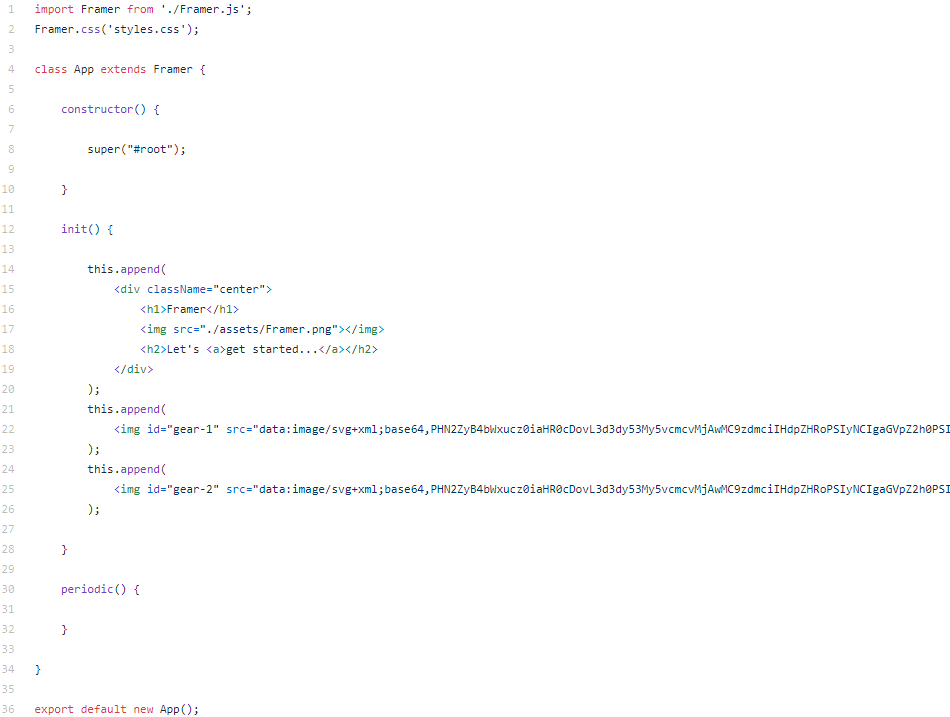 1 import Framer from './Framer.js';
2 Framer.css('styles.css');
3
4 class App extends Framer {
5
6 constructor() {
7
8 super("#root");
9
10 }
11
12 init() {
13
14 this.append(
15 <div className="center">
16 <h1>Framer</h1>
17 <img src="./assets/Framer.png"></img>
18 <h2>Let's <a>get started...</a></h2>
19 </div>
20 );
21 this.append(
22 <img id="gear-1" src="data:image/svg+xml;base64,PHN2ZyB4bWxucz0iaHR0cDovL3d3dy53My5vcmcvMjAwMC9zdmciIHdpZHRoPSIyNCIgaGVpZ2h0PSI
23 );
24 this.append(
25 <img id="gear-2" src="data:image/svg+xml;base64,PHN2ZyB4bWxucz0iaHR0cDovL3d3dy53My5vcmcvMjAwMC9zdmciIHdpZHRoPSIyNCIgaGVpZ2h0PSI
26 );
27
28 }
29
30 periodic() {
31
32 }
33
34 }
35
36 export default new App();